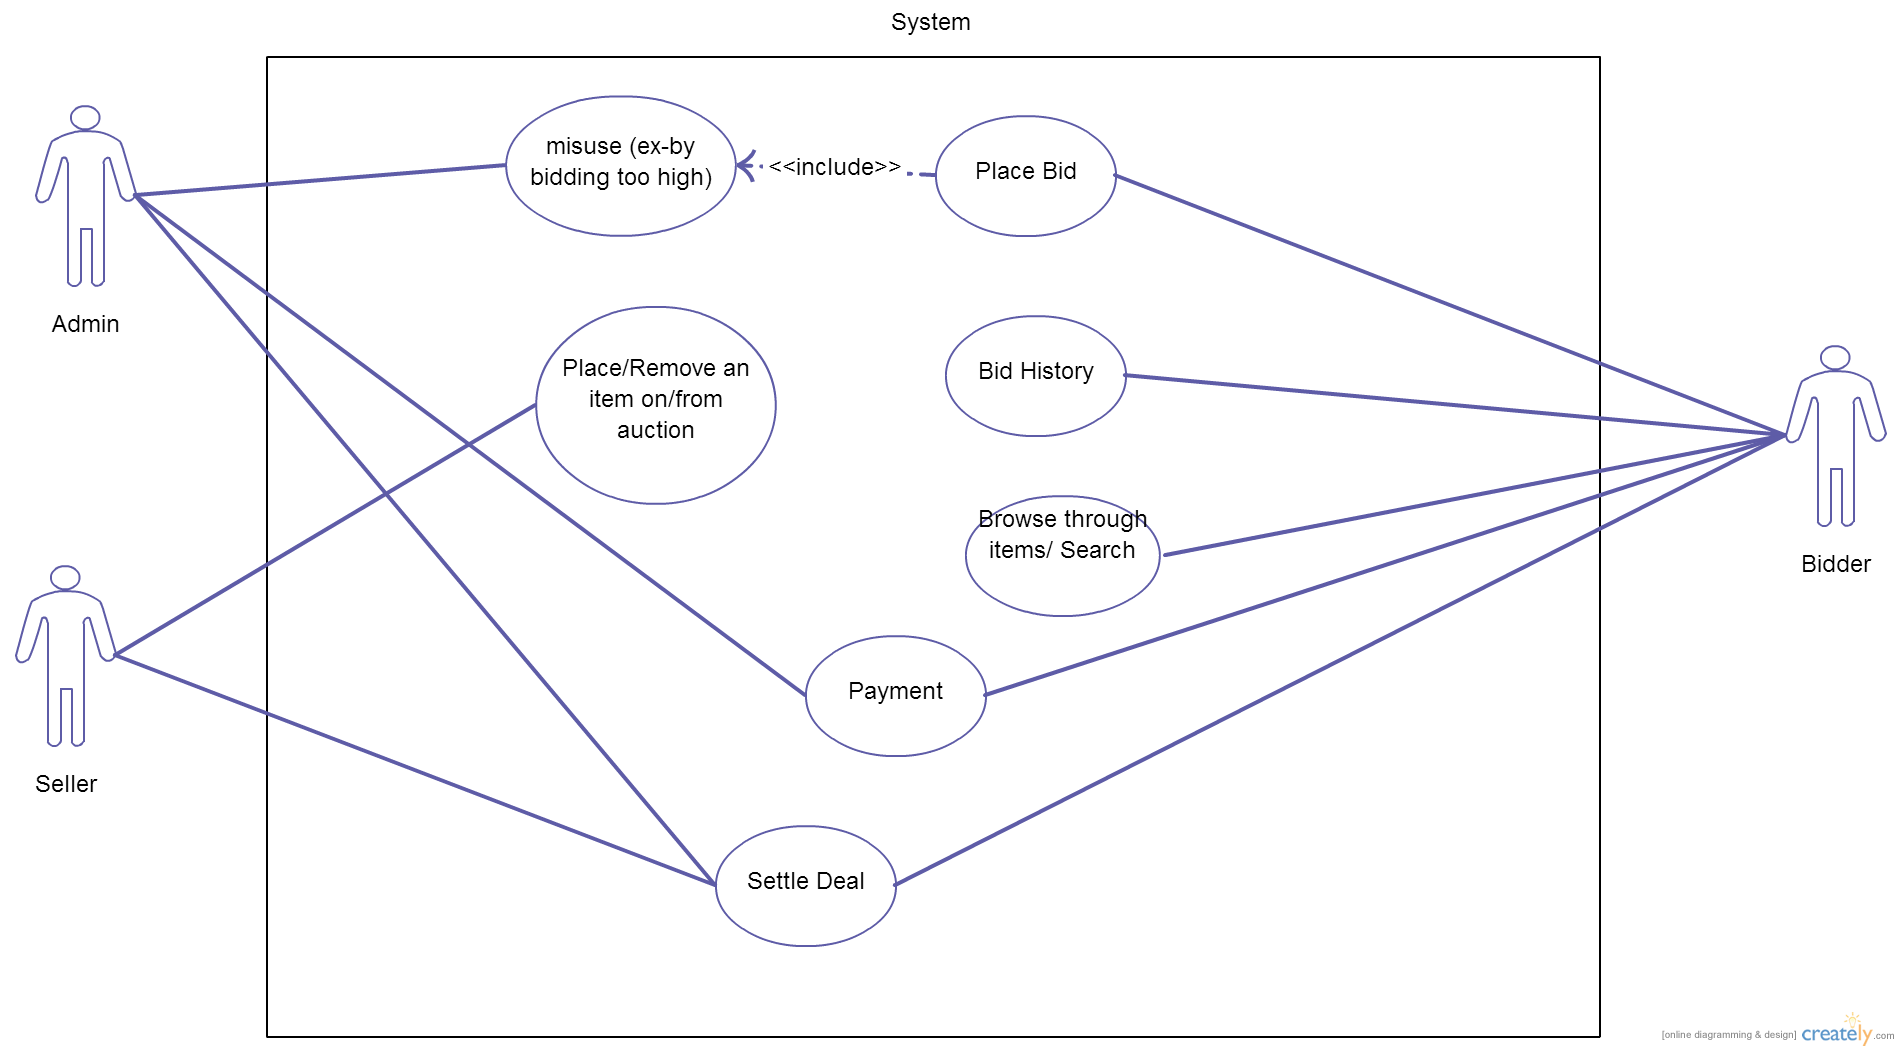 System
misuse (ex-by
bidding too high)
<<include>>
Place Bid
Admin
Place/Remove an
item on/from
auction
Bid History
Browse through
items/ Search
Bidder
Payment
Seller
Settle Deal
[online diagramming & design] creately.com